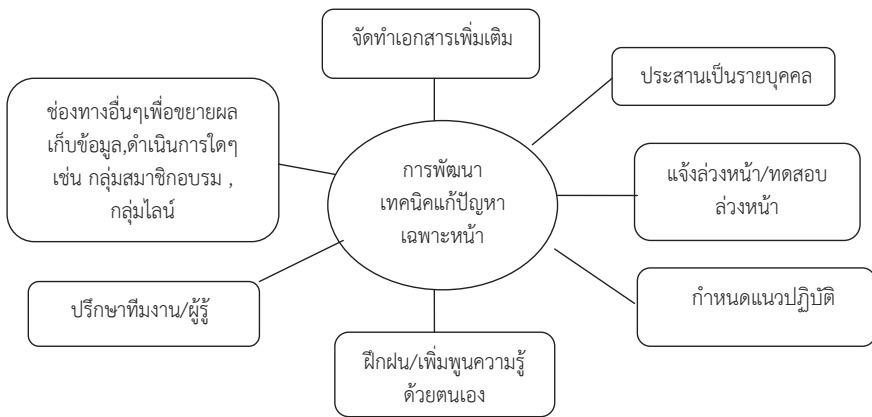 จัดทำเอกสารเพิ่มเติม
ประสานเป็นรายบุคคล
ช่องทางอื่นๆเพื่อขยายผล
เก็บข้อมูล,ดำเนินการใดๆ
เช่น กลุ่มสมาชิกอบรม ,
กลุ่มไลน์
การพัฒนา
เทคนิคแก้ปัญหา
เฉพาะหน้า
แจ้งล่วงหน้า/ทดสอบ
ล่วงหน้า
ปรึกษาทีมงาน/ผู้รู้
กำหนดแนวปฏิบัติ
ฝึกฝน/เพิ่มพูนความรู้
ด้วยตนเอง